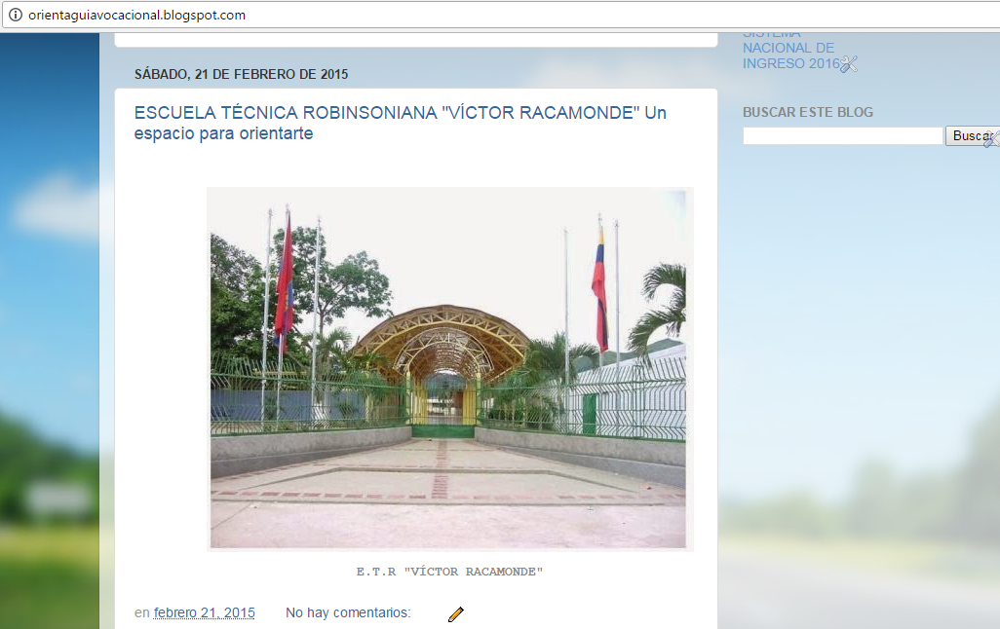 orientaguiavocacional.blogspot.com
SÁBADO, 21 DE FEBRERO DE 2015
ESCUELA TÉCNICA ROBINSONIANA "VÍCTOR RACAMONDE" Un
espacio para orientarte
E.T.R "VÍCTOR RACAMONDE"
en febrero 21, 2015 No hay comentarios:
SISTEMA
NACIONAL DE
INGRESO 2016
BUSCAR ESTE BLOG
Buscar